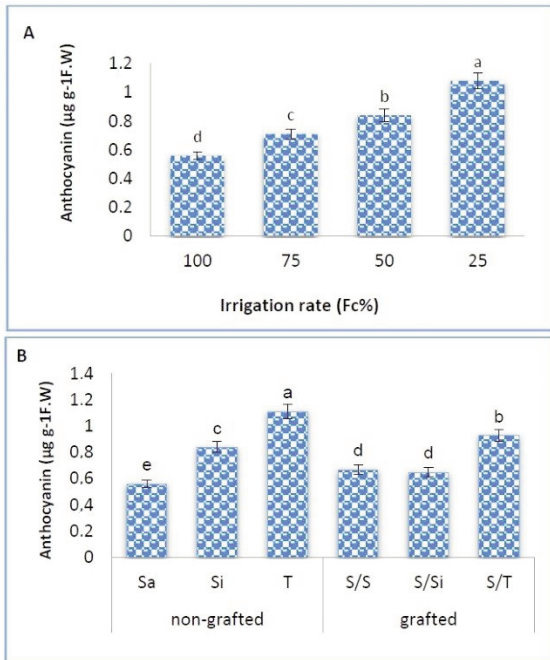 A
Anthocyanin (µg g-1F.W)
1.2
1
0.8
0.6
0.4
0.2
0
d
c
b
a
100 75 50 25
Irrigation rate (Fc%)
B
Anthocyanin (µg g-1F.W)
1.4
1.2
1
0.8
0.6
0.4
0.2
0
e
c
a
d
d
b
Sa Si T S/S S/Si S/T
non-grafted grafted